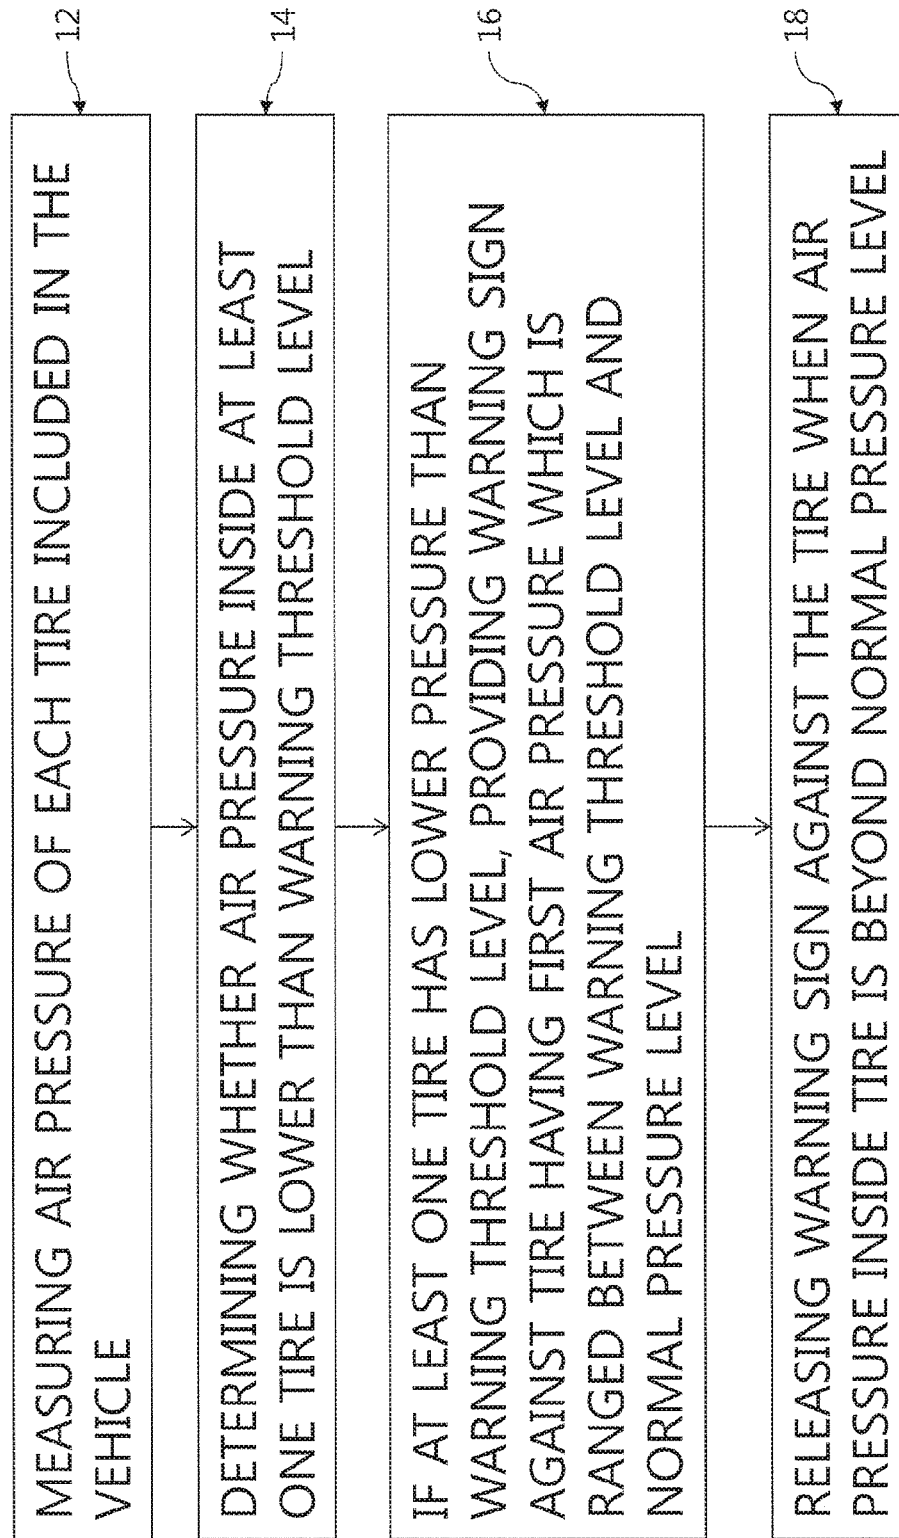 MEASURING AIR PRESSURE OF EACH TIRE INCLUDED IN THE
VEHICLE
12
DETERMINING WHETHER AIR PRESSURE INSIDE AT LEAST
ONE TIRE IS LOWER THAN WARNING THRESHOLD LEVEL
14
IF AT LEAST ONE TIRE HAS LOWER PRESSURE THAN
WARNING THRESHOLD LEVEL, PROVIDING WARNING SIGN
AGAINST TIRE HAVING FIRST AIR PRESSURE WHICH IS
RANGED BETWEEN WARNING THRESHOLD LEVEL AND
NORMAL PRESSURE LEVEL
16
RELEASING WARNING SIGN AGAINST THE TIRE WHEN AIR
PRESSURE INSIDE TIRE IS BEYOND NORMAL PRESSURE LEVEL
18